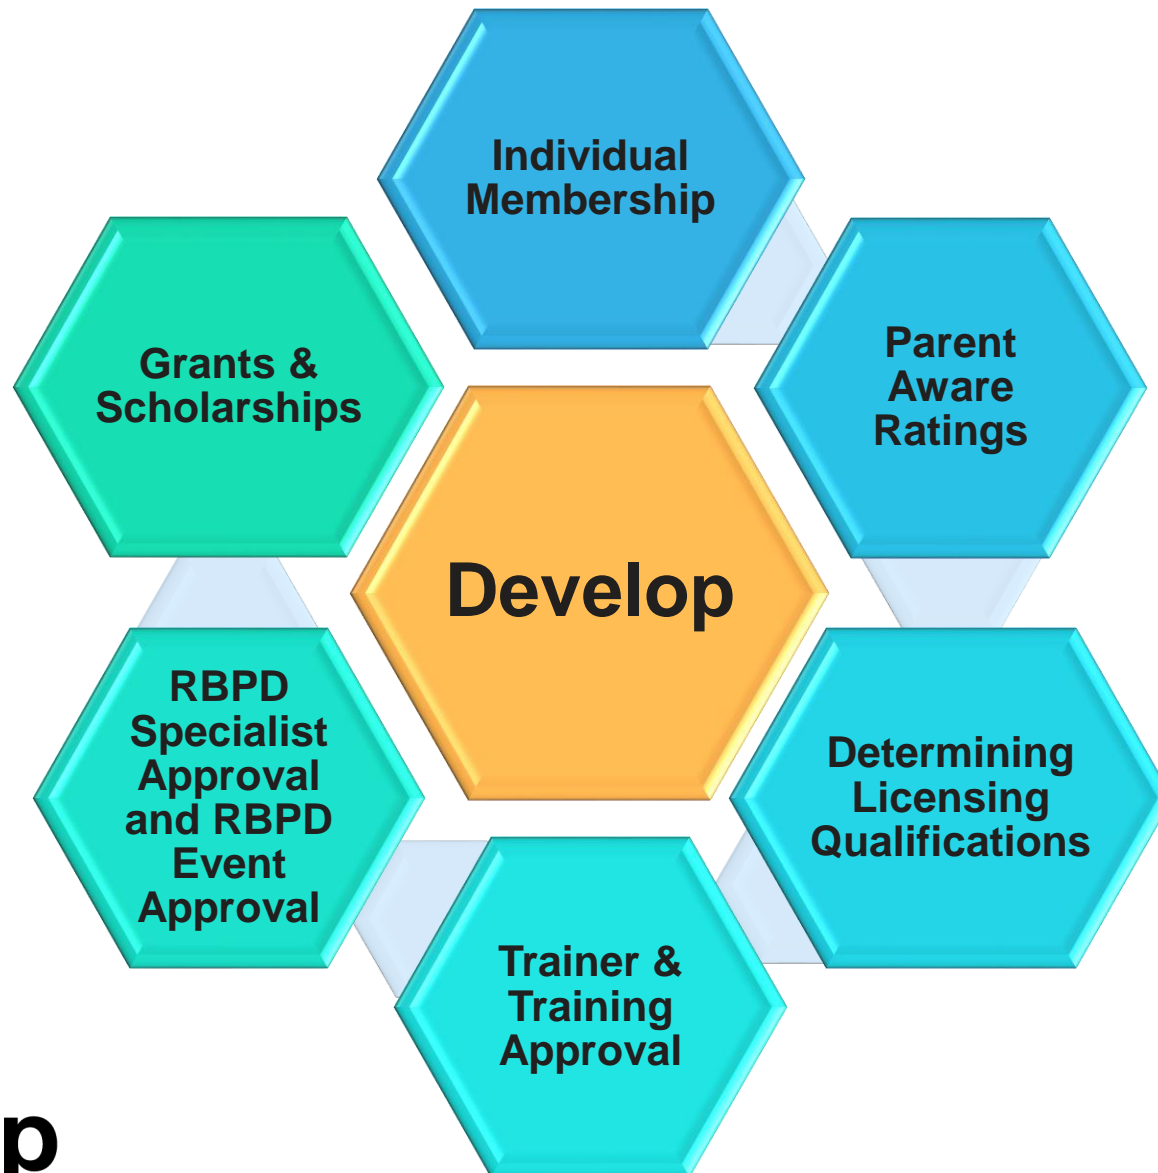 Individual
Membership
Parent
Aware
Ratings
Grants &
Scholarships
Develop
RBPD
Specialist
Approval
and RBPD
Event
Approval
Determining
Licensing
Qualifications
Trainer &
Training
Approval
p